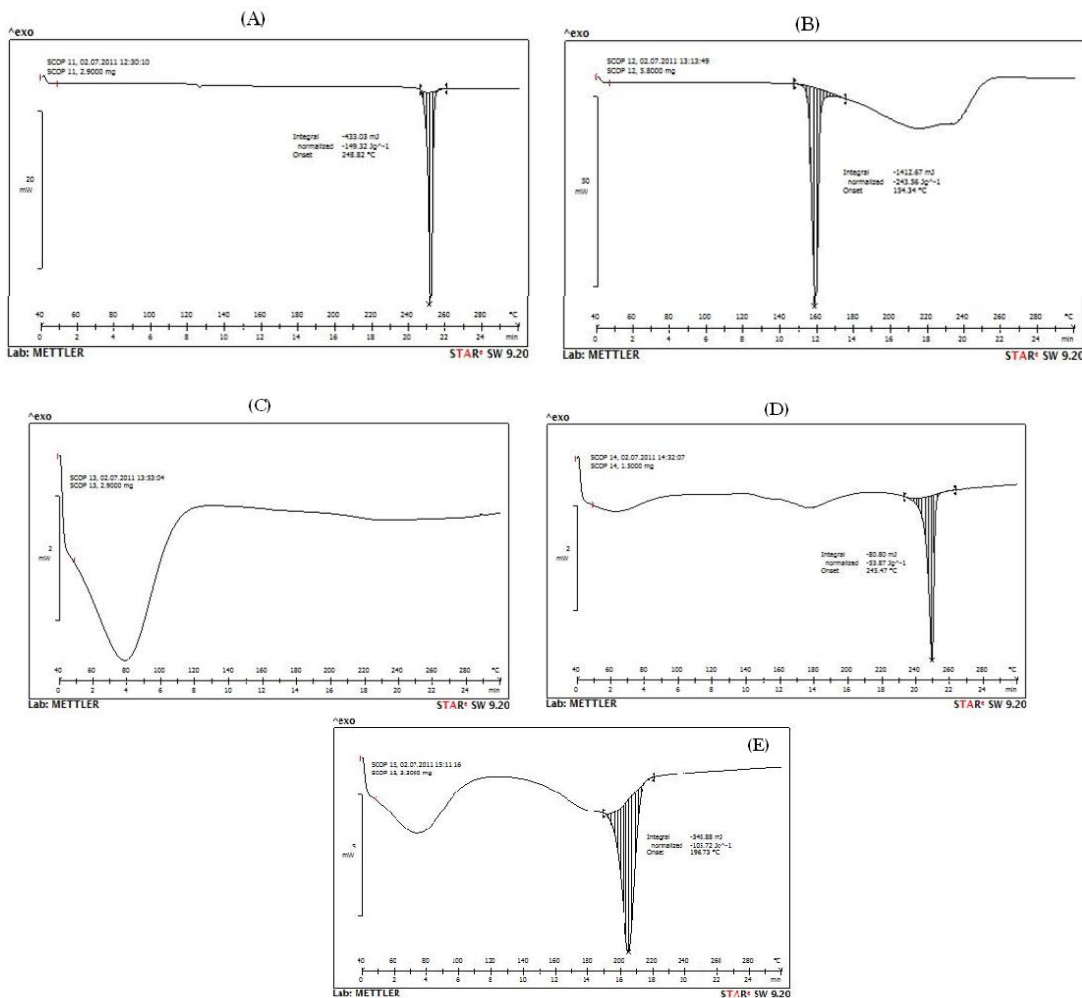 (A)
^exo
SCOP 11, 02.07.2011 12:30:10
SCOP 11, 2.9000 mg
Integral -433.03 mJ
normalized -149.32 Jg^-1
Onset 248.82 °C
20
mW
40 60 80 100 120 140 160 180 200 220 240 260 280 °C
0 2 4 6 8 10 12 14 16 18 20 22 24 min
Lab: METTLER STARe SW 9.20
(B)
^exo
SCOP 12, 02.07.2011 13:13:49
SCOP 12, 5.8000 mg
Integral -1412.67 mJ
normalized -243.56 Jg^-1
Onset 154.34 °C
50
mW
40 60 80 100 120 140 160 180 200 220 240 260 280 °C
0 2 4 6 8 10 12 14 16 18 20 22 min
Lab: METTLER STARe SW 9.20
(C)
^exo
SCOP 13, 02.07.2011 13:53:04
SCOP 13, 2.9000 mg
2
mW
40 60 80 100 120 140 160 180 200 220 240 260 280 °C
0 2 4 6 8 10 12 14 16 18 20 22 24 min
Lab: METTLER STARe SW 9.20
(D)
^exo
SCOP 14, 02.07.2011 14:32:07
SCOP 14, 1.5000 mg
Integral -80.80 mJ
normalized -53.87 Jg^-1
Onset 245.47 °C
2
mW
40 60 80 100 120 140 160 180 200 220 240 260 280 °C
0 2 4 6 8 10 12 14 16 18 20 22 24 min
Lab: METTLER STARe SW 9.20
(E)
^exo
SCOP 15, 02.07.2011 15:11:16
Integral
normalized -105.72 Jg^-1
Onset 196.73 °C
mW
40 60 80 100 120 140 160 180 200 220 240 260 280 °C
0 2 4 6 8 10 12 14 16 18 20 22 24 min
Lab: METTLER STARe SW 9.20